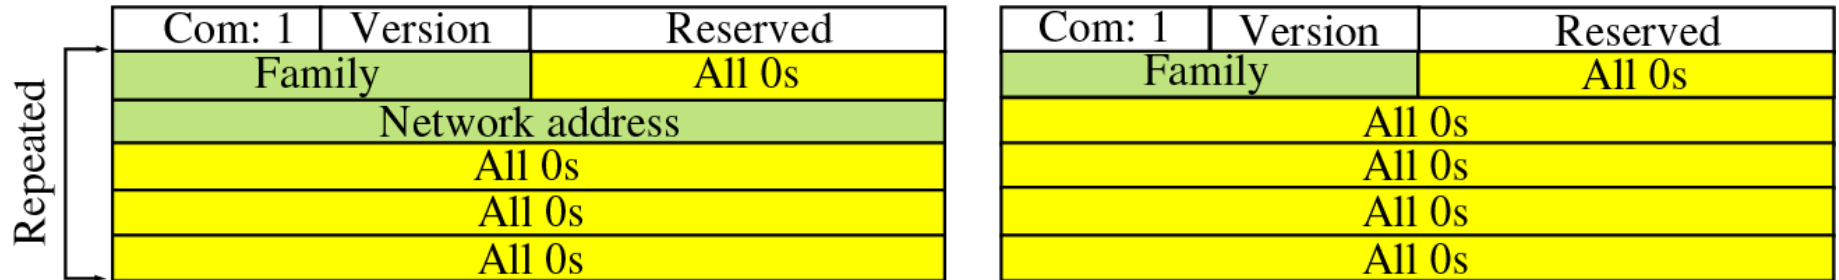 Repeated
Com: 1 Version Reserved
Family All 0s
Network address
All 0s
All 0s
All 0s
Com: 1 Version Reserved
Family All 0s
All 0s
All 0s
All 0s
All 0s